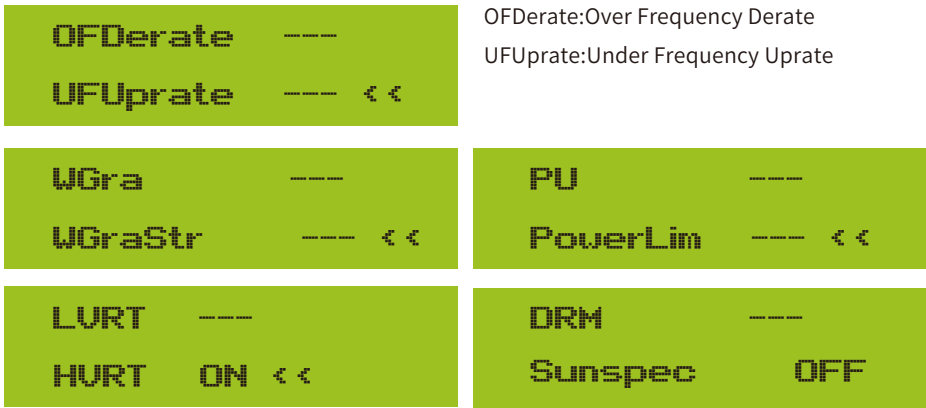 OFDerate ---
UFUprate --- <<
OFDerate:Over Frequency Derate
UFUprate:Under Frequency Uprate
WGra ---
WGraStr --- <<
PU ---
PowerLim --- <<
LVRT ---
HVRT ON <<
DRM ---
Sunspec OFF